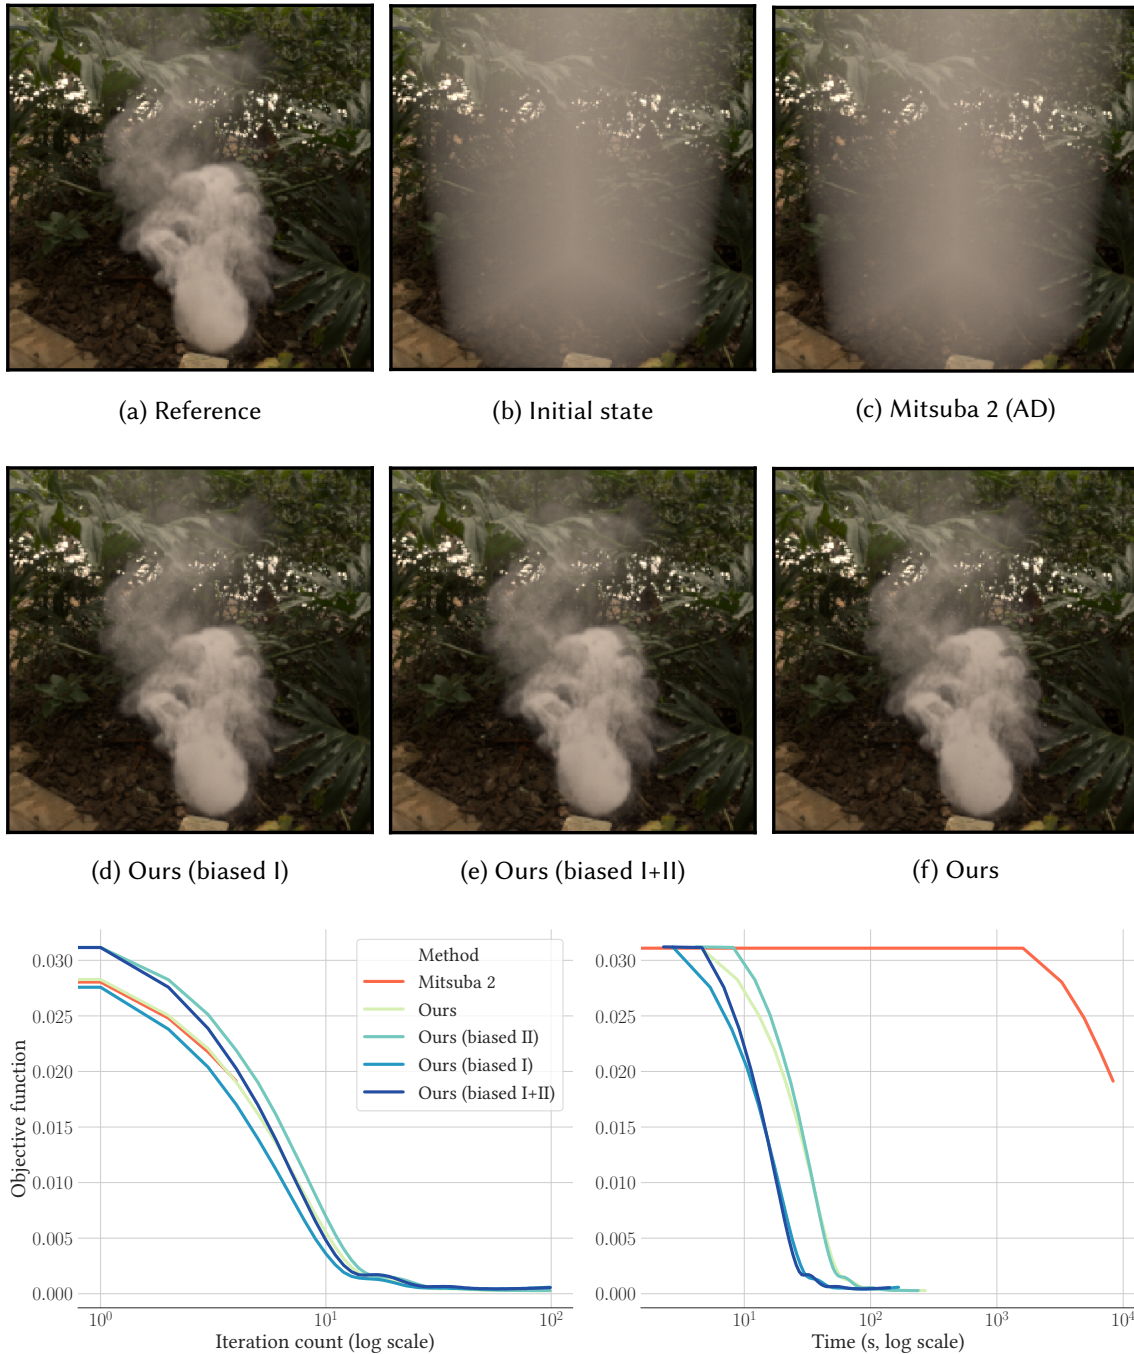 (a) Reference
(b) Initial state
(c) Mitsuba 2 (AD)
(d) Ours (biased I)
(e) Ours (biased I+II)
(f) Ours
Objective function
0.030
0.025
0.020
0.015
0.010
0.005
0.000
10⁰
10¹
10²
Iteration count (log scale)
Method
Mitsuba 2
Ours
Ours (biased II)
Ours (biased I)
Ours (biased I+II)
0.030
0.025
0.020
0.015
0.010
0.005
0.000
10¹
10²
10³
10⁴
Time (s, log scale)